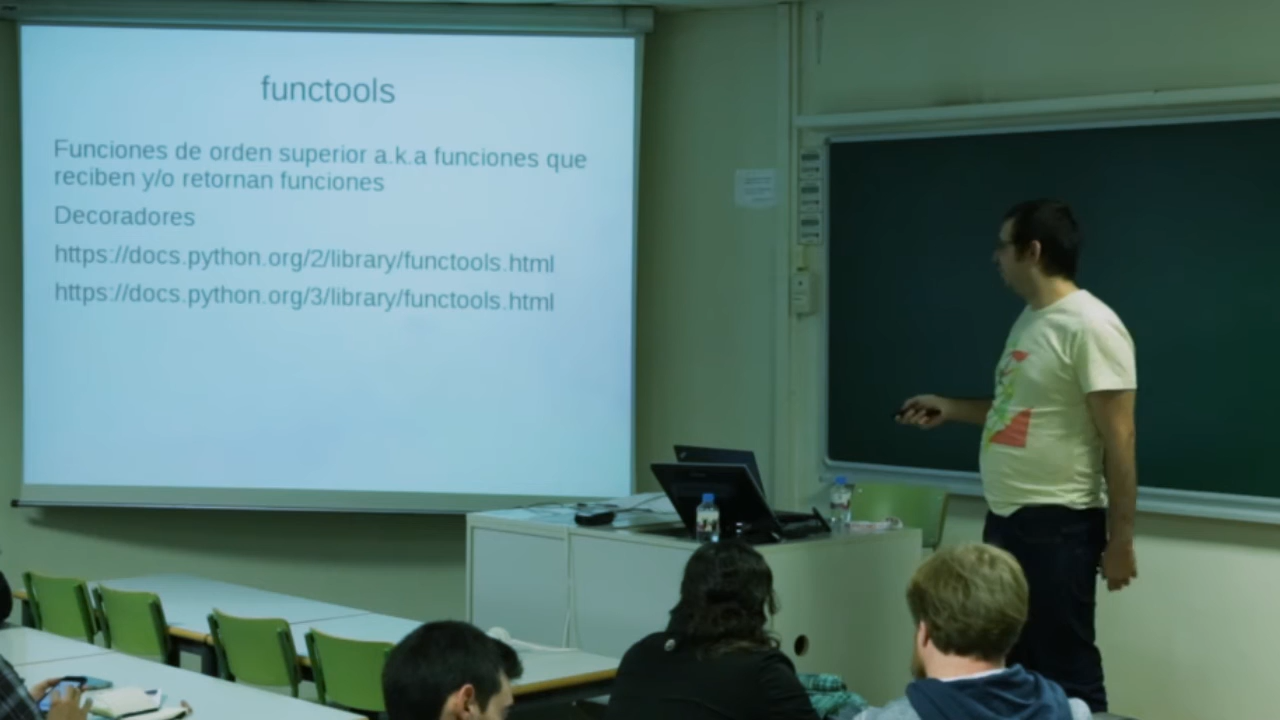 functools
Funciones de orden superior a.k.a funciones que
reciben y/o retornan funciones
Decoradores
https://docs.python.org/2/library/functools.html
https://docs.python.org/3/library/functools.html